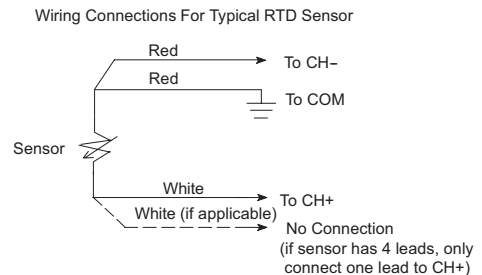 Wiring Connections For Typical RTD Sensor
Red
To CH–
Red
To COM
Sensor
White
To CH+
White (if applicable)
No Connection
(if sensor has 4 leads, only
connect one lead to CH+)